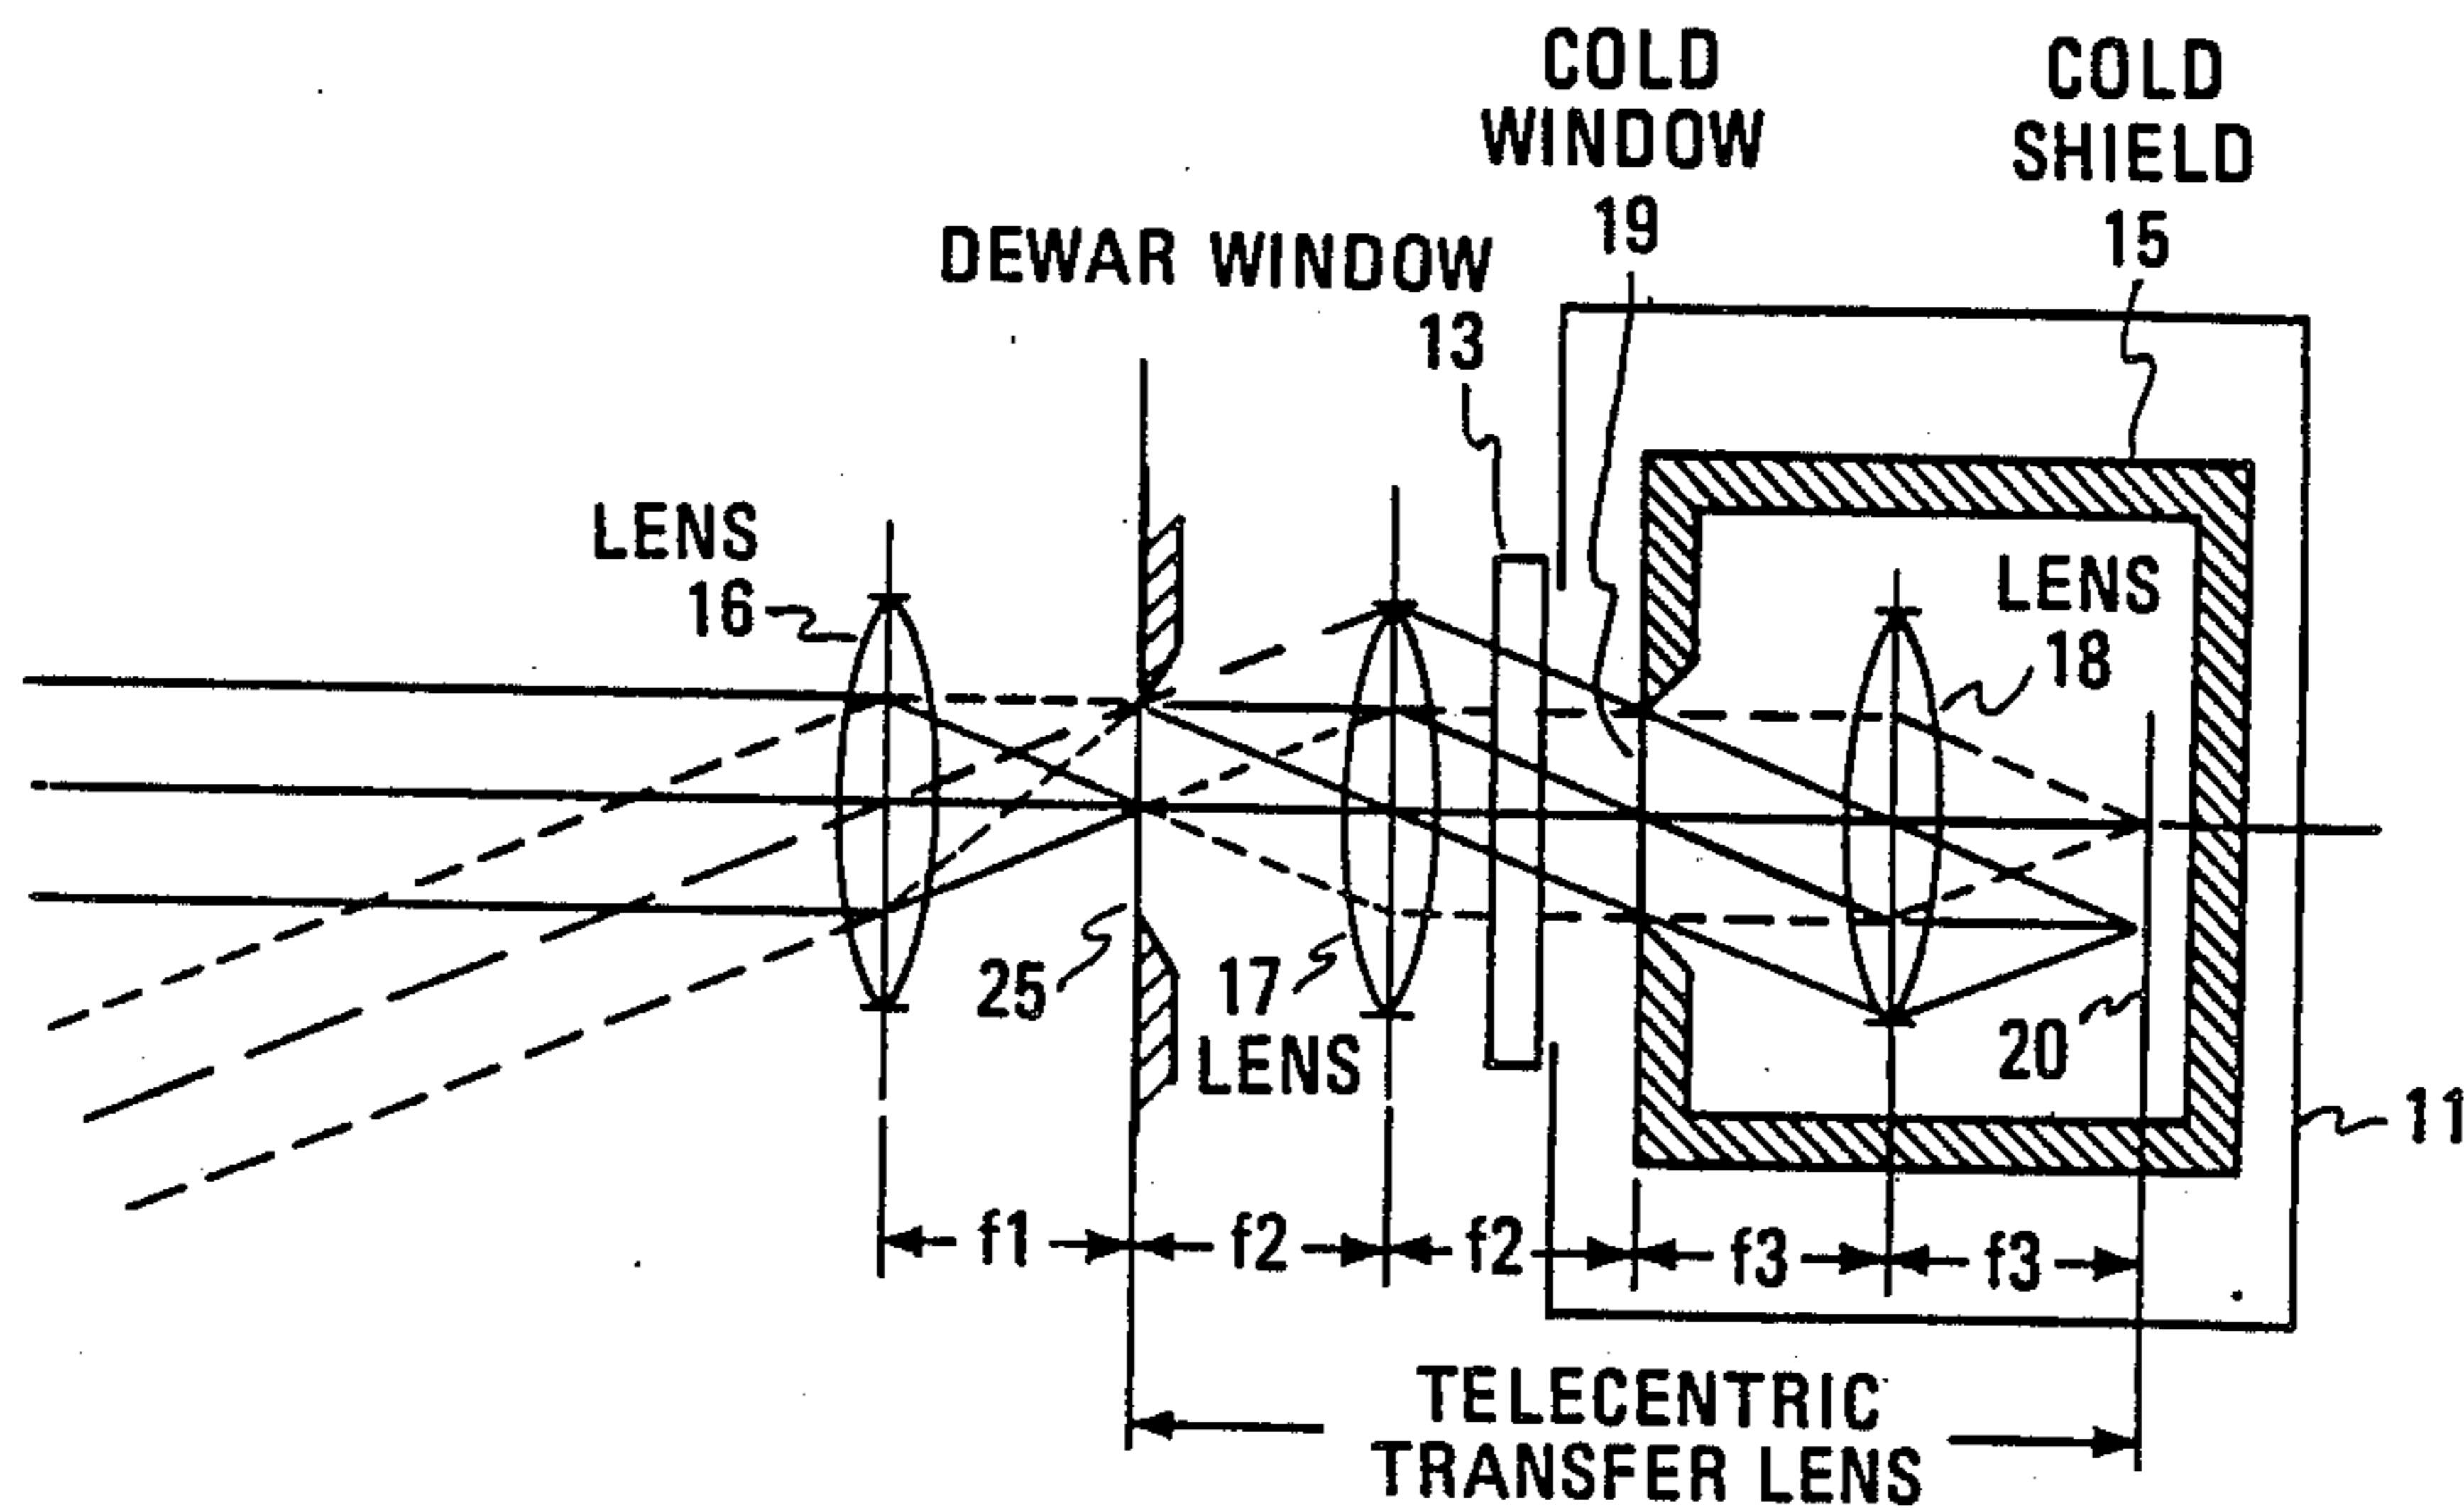 COLD
WINDOW
19
COLD
SHIELD
15
DEWAR WINDOW
13
LENS
16
LENS
18
25
17
LENS
20
11
f1
f2
f2
f3
f3
TELECENTRIC
TRANSFER LENS